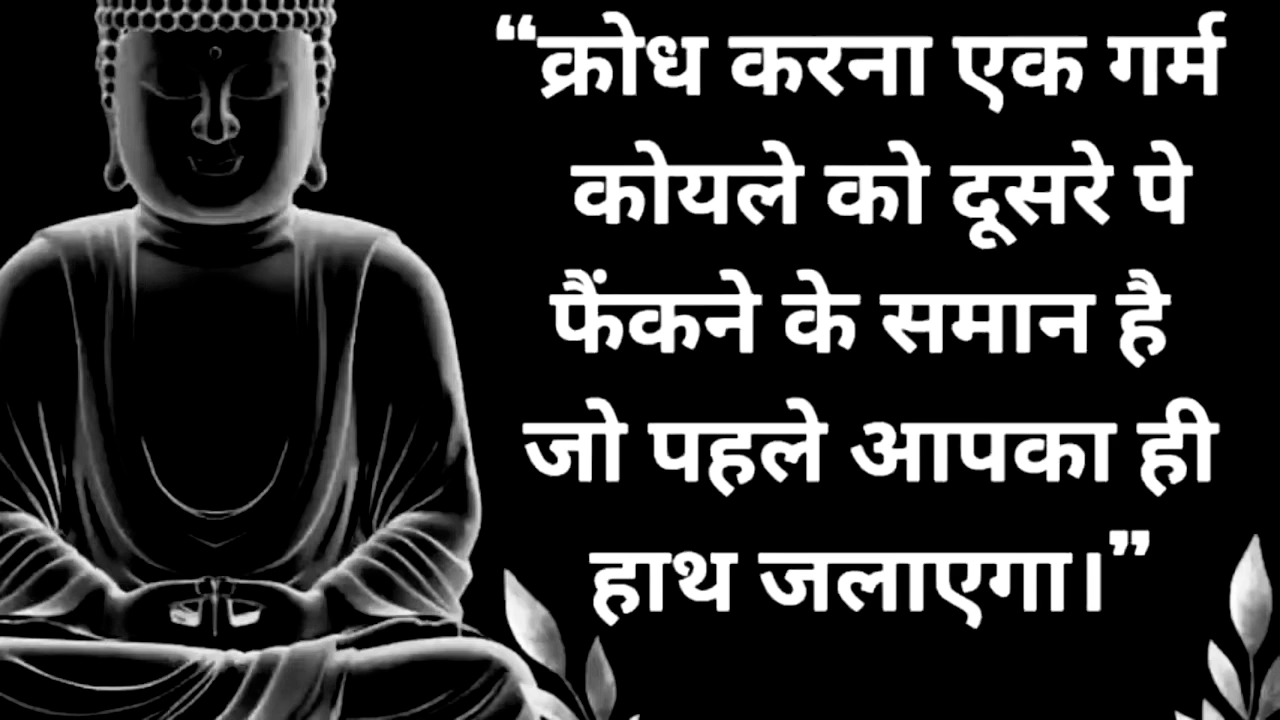 “क्रोध करना एक गर्म
कोयले को दूसरे पे
फैंकने के समान है
जो पहले आपका ही
हाथ जलाएगा।”